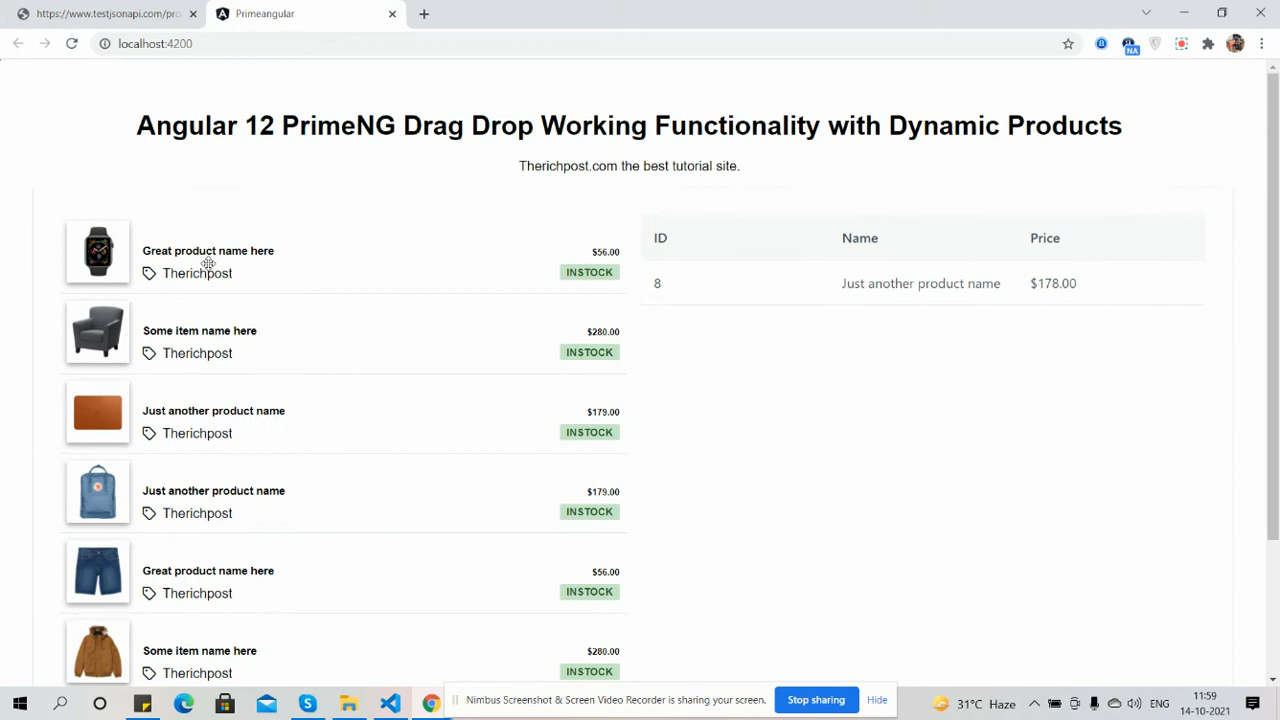 https://www.testjsonapi.com/pro
Primeangular
localhost:4200
a
NA
Angular 12 PrimeNG Drag Drop Working Functionality with Dynamic Products
Therichpost.com the best tutorial site.
Great product name here
$56.00
Therichpost
INSTOCK
Some item name here
$280.00
Therichpost
INSTOCK
Just another product name
$179.00
Therichpost
INSTOCK
Just another product name
$179.00
Therichpost
INSTOCK
Great product name here
$56.00
Therichpost
INSTOCK
Some item name here
$280.00
Therichpost
INSTOCK
ID Name Price
8 Just another product name $178.00
Nimbus Screenshot & Screen Video Recorder is sharing your screen. Stop sharing Hide
31°C Haze
ENG
11:59
14-10-2021